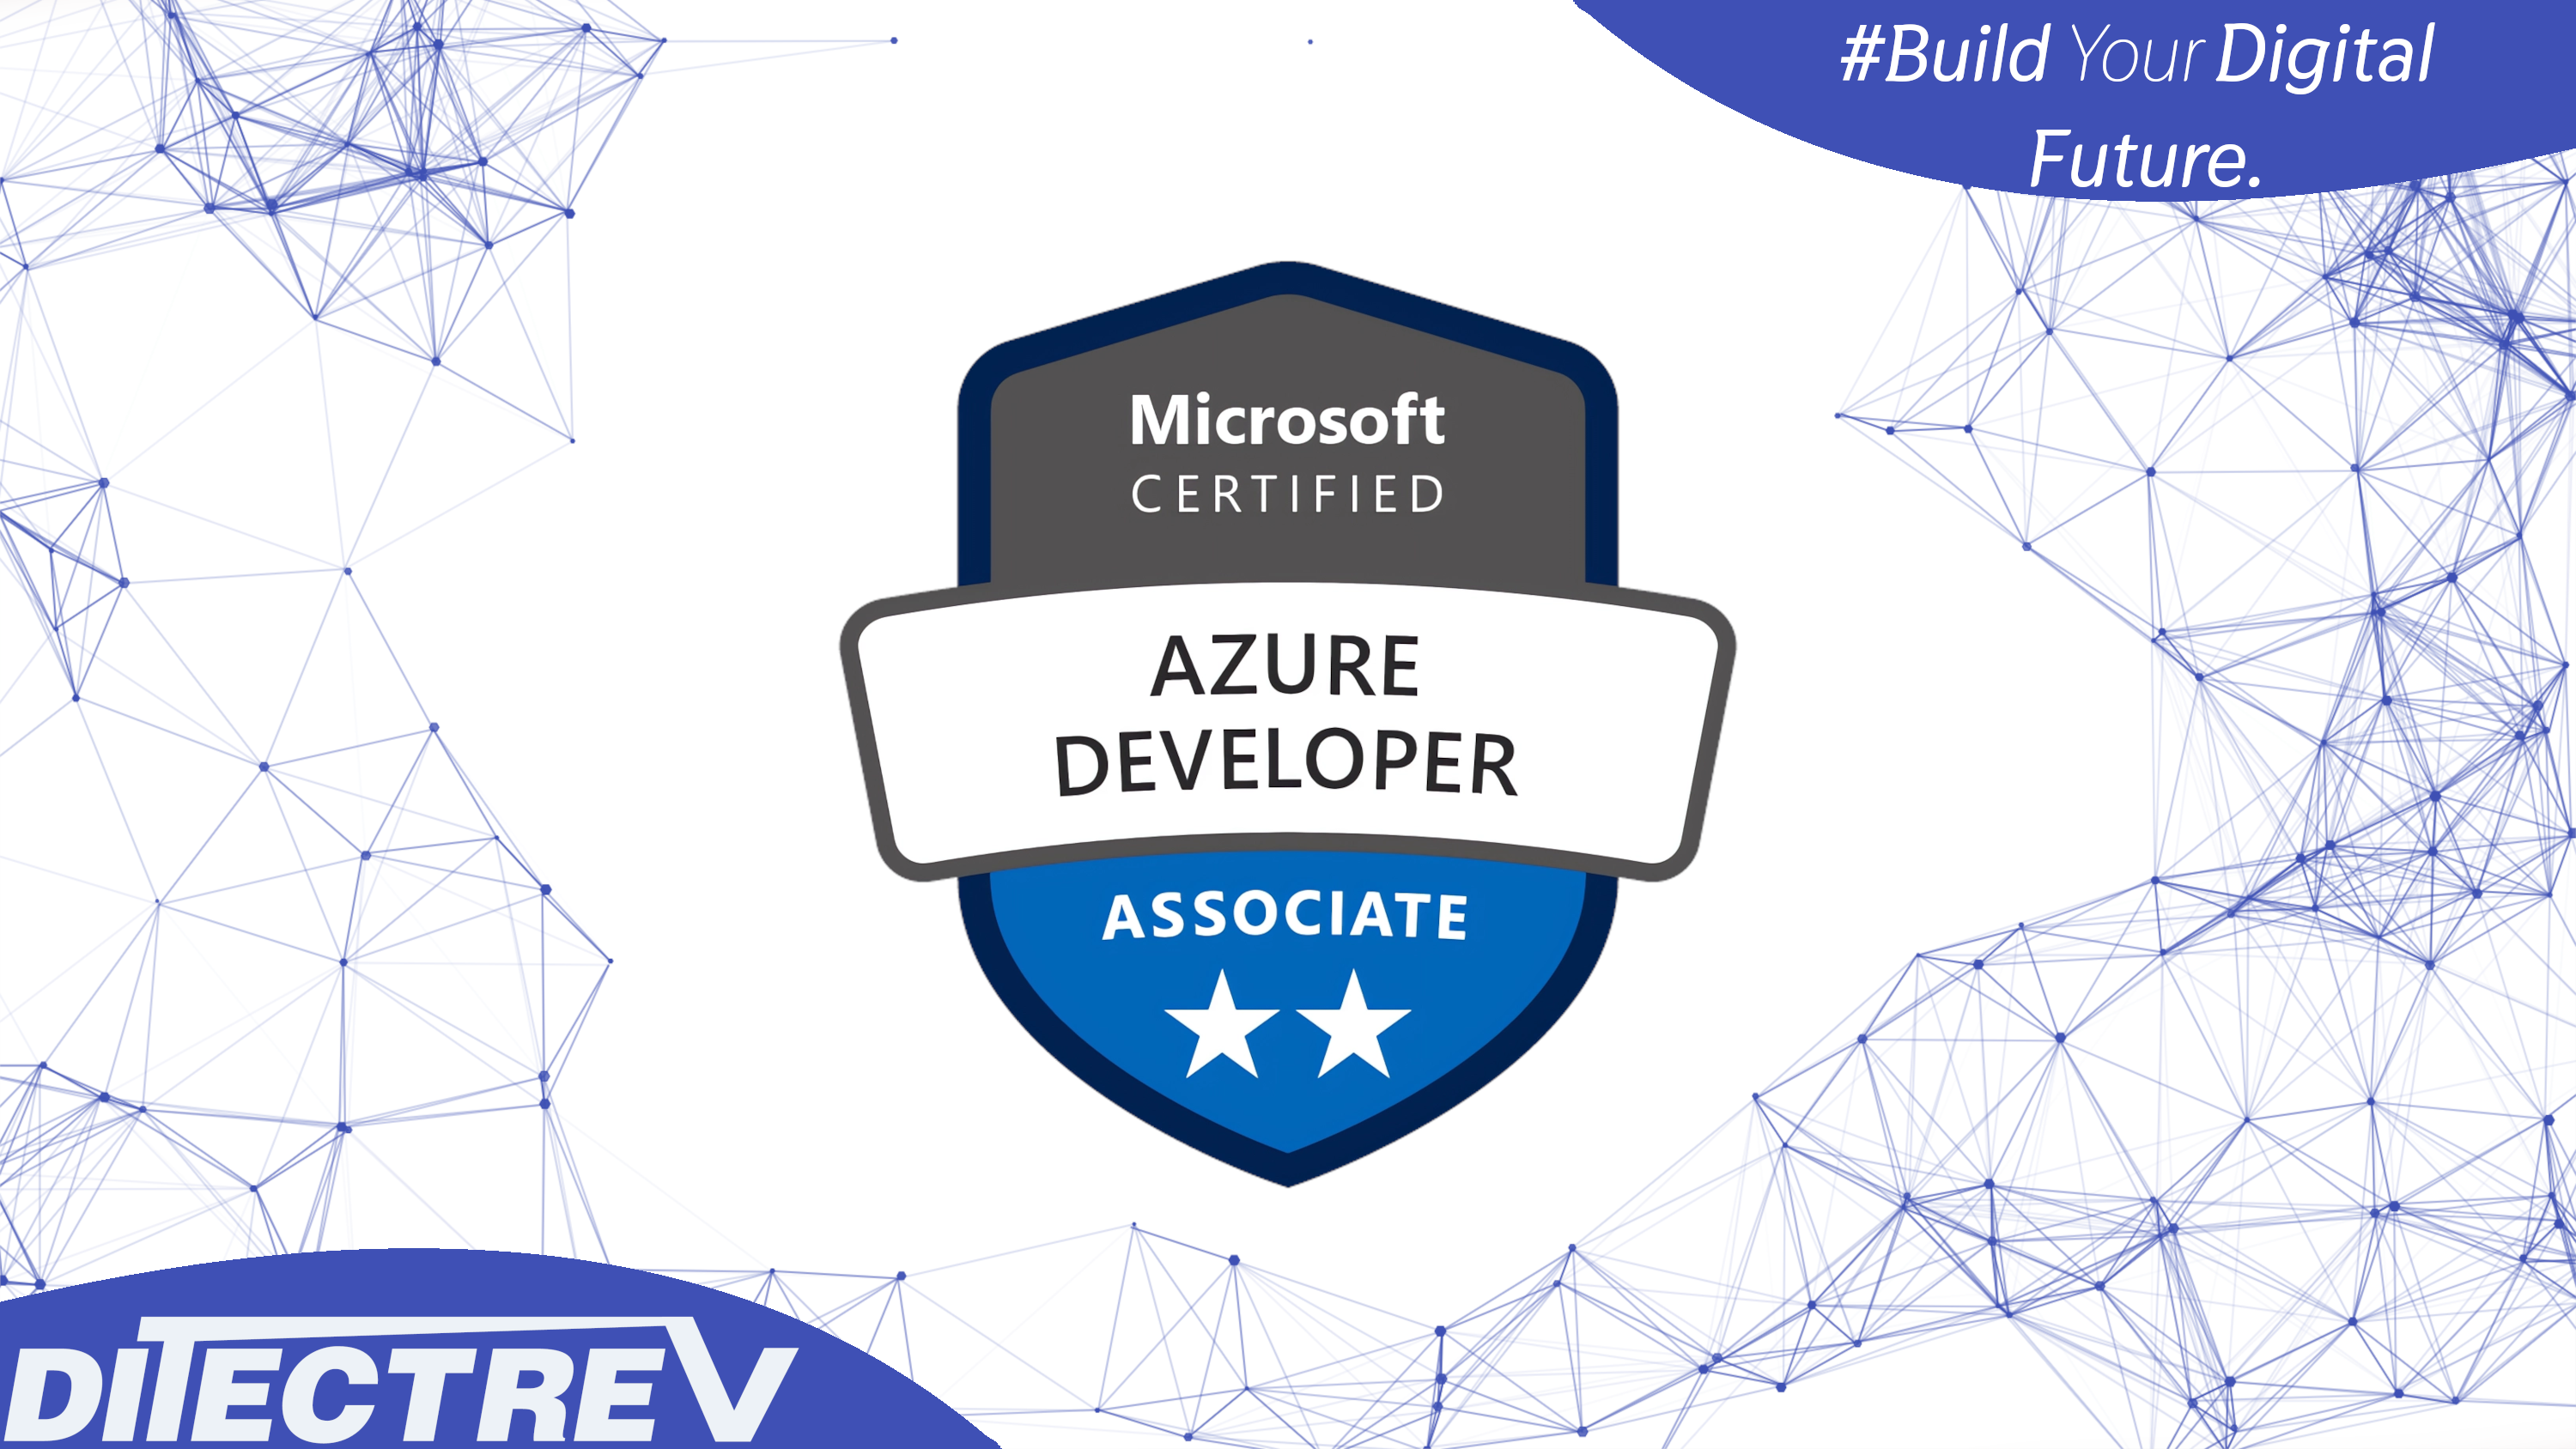 #Build Your Digital
Future.
Microsoft
CERTIFIED
AZURE
DEVELOPER
ASSOCIATE
DITECTREV